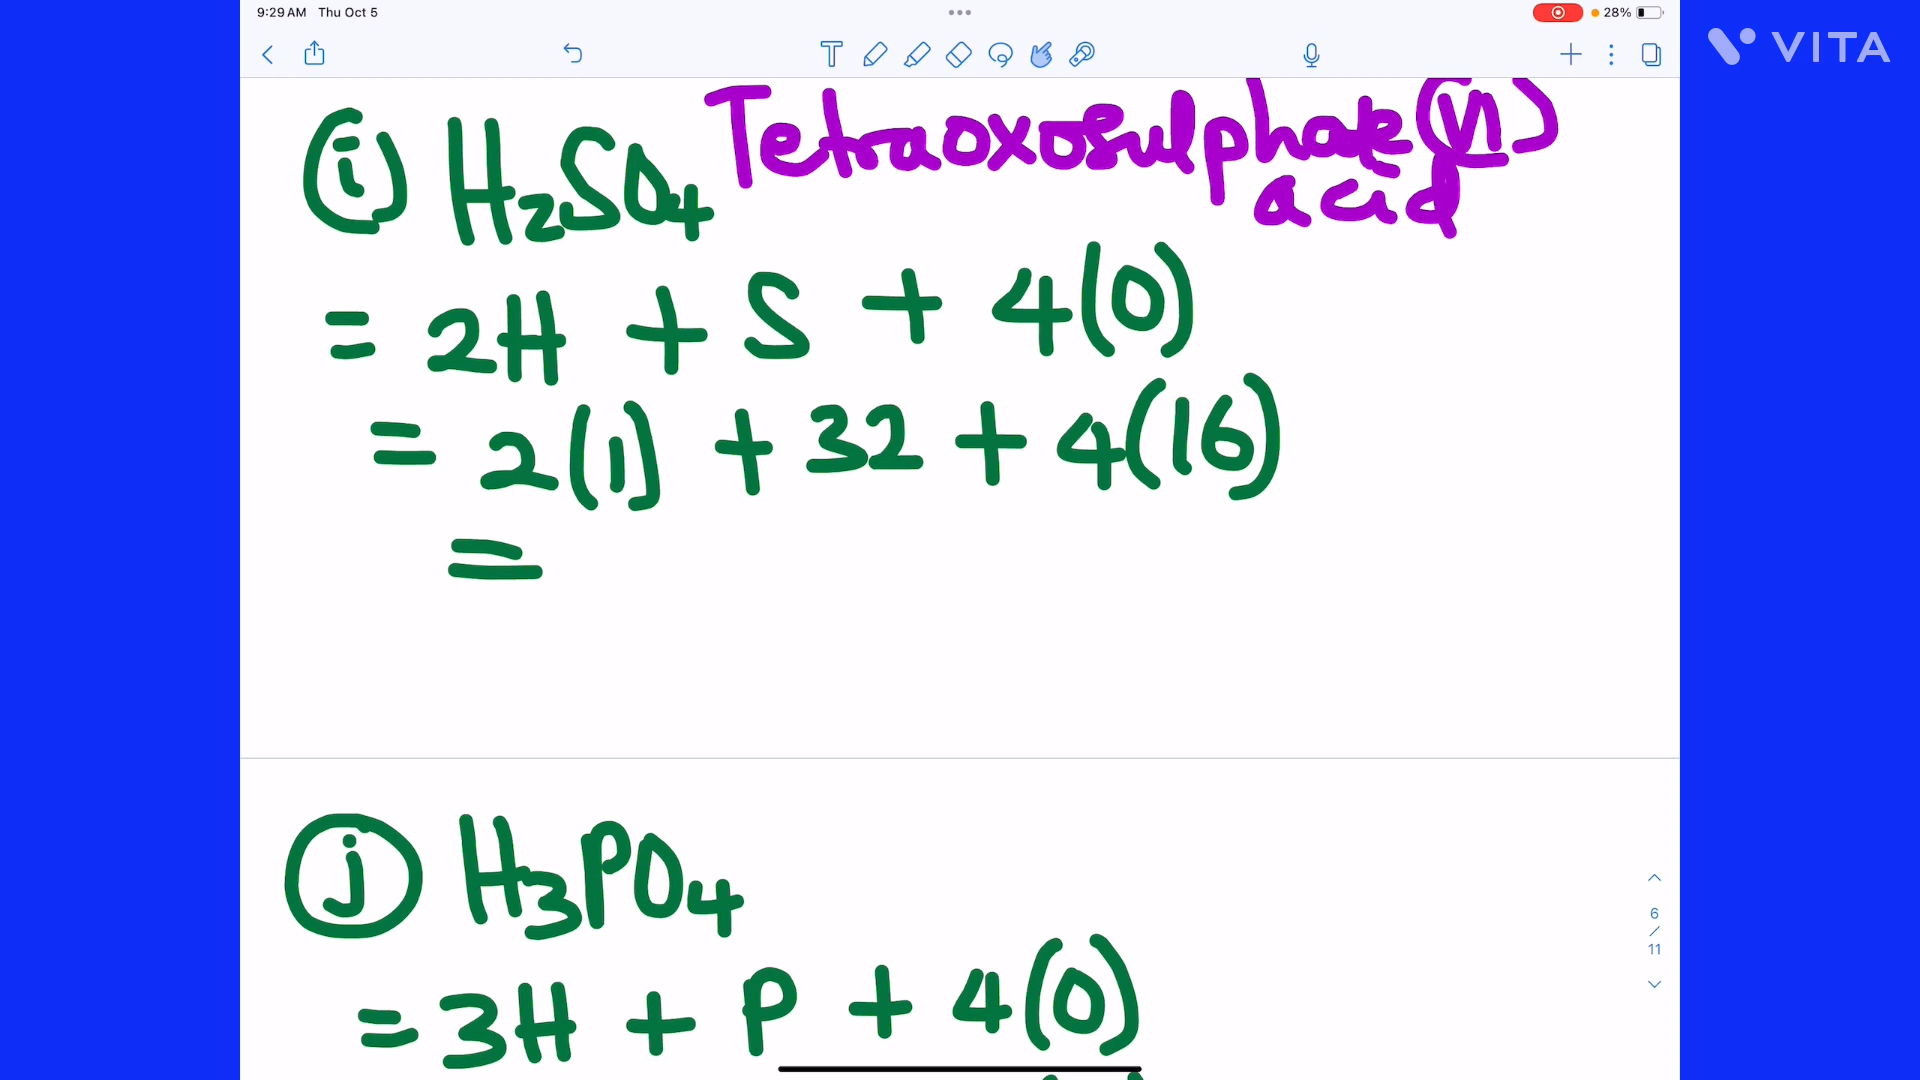 9:29 AM Thu Oct 5
28%
VITA
(i) H₂SO₄ Tetraoxosulphate (VI)
acid
= 2H + S + 4(O)
= 2(1) + 32 + 4(16)
=
(j) H₃PO₄
6
/
11
= 3H + P + 4(O)